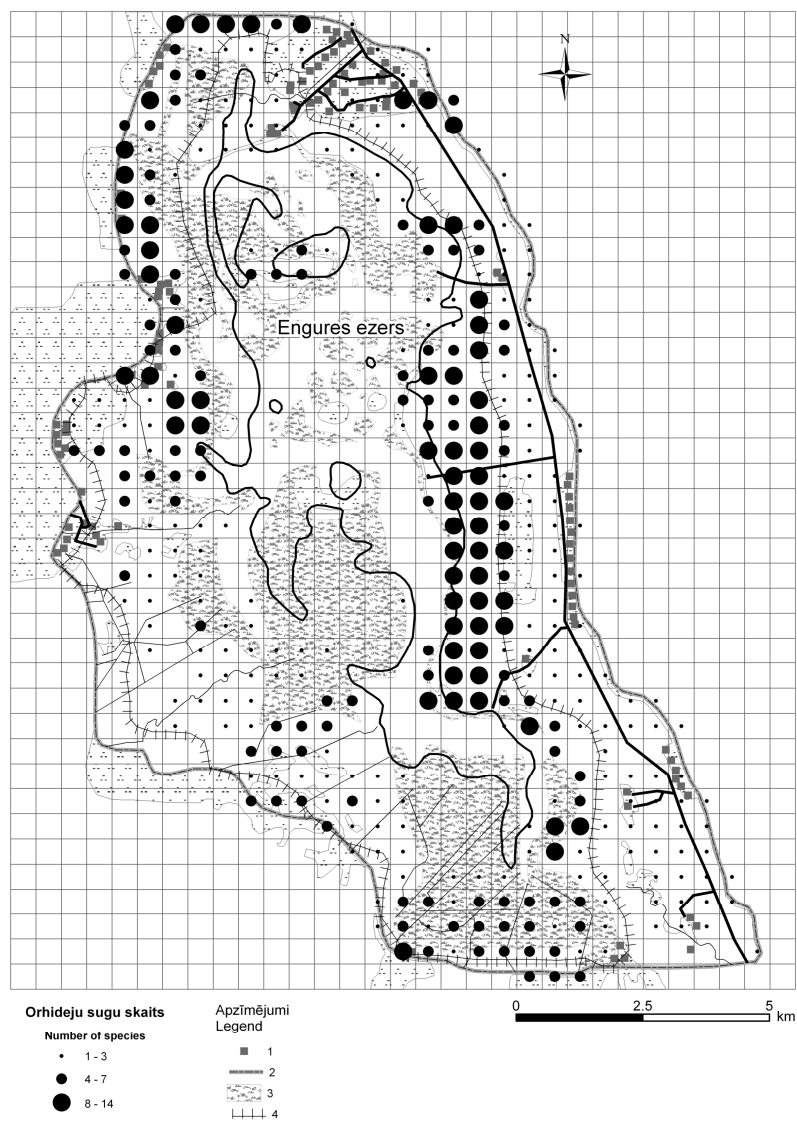 N
Engures ezers
Orhideju sugu skaits
Number of species
1 - 3
4 - 7
8 - 14
Apzīmējumi
Legend
1
2
3
4
0 2.5 5
km